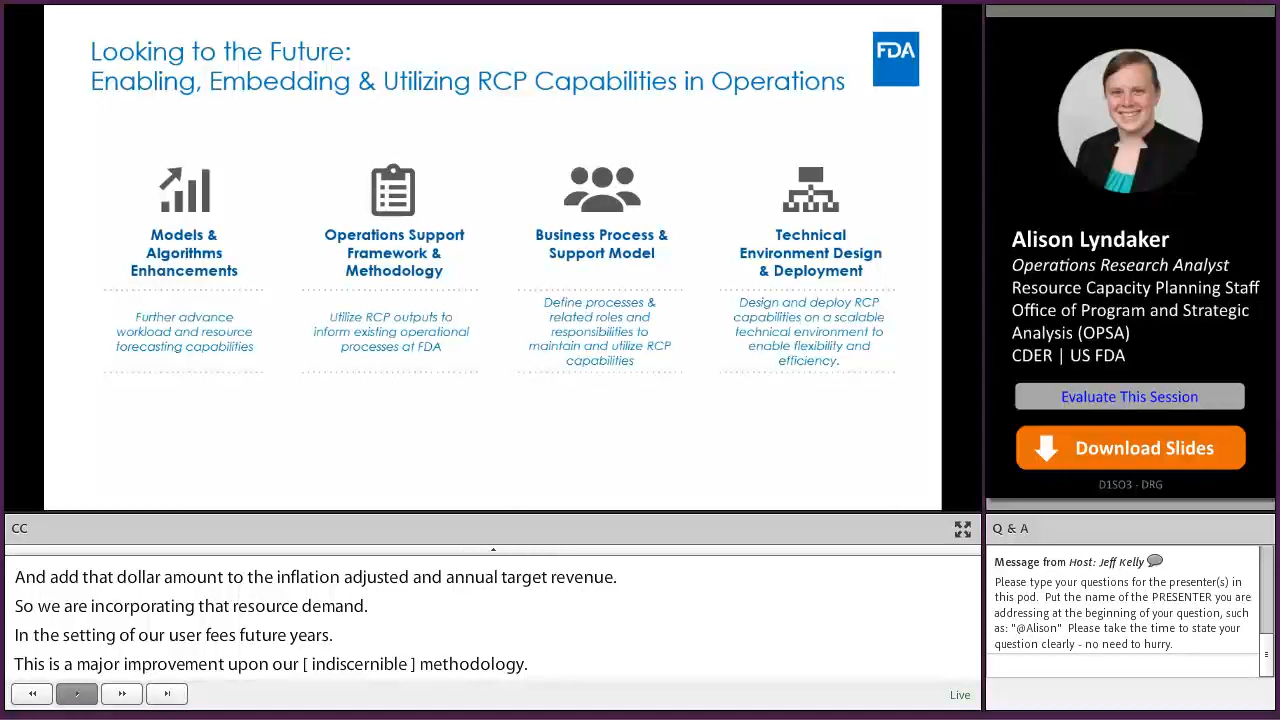 Looking to the Future:
Enabling, Embedding & Utilizing RCP Capabilities in Operations
FDA
Models &
Algorithms
Enhancements
Further advance
workload and resource
forecasting capabilities
Operations Support
Framework &
Methodology
Utilize RCP outputs to
inform existing operational
processes at FDA
Business Process &
Support Model
Define processes &
related roles and
responsibilities to
maintain and utilize RCP
capabilities
Technical
Environment Design
& Deployment
Design and deploy RCP
capabilities on a scalable
technical environment to
enable flexibility and
efficiency.
Alison Lyndaker
Operations Research Analyst
Resource Capacity Planning Staff
Office of Program and Strategic
Analysis (OPSA)
CDER | US FDA
Evaluate This Session
Download Slides
D1SO3 - DRG
CC
And add that dollar amount to the inflation adjusted and annual target revenue.
So we are incorporating that resource demand.
In the setting of our user fees future years.
This is a major improvement upon our [ indiscernible ] methodology.
Live
Q & A
Message from Host: Jeff Kelly
Please type your questions for the presenter(s) in
this pod. Put the name of the PRESENTER you are
addressing at the beginning of your question, such
as: "@Alison" Please take the time to state your
question clearly - no need to hurry.